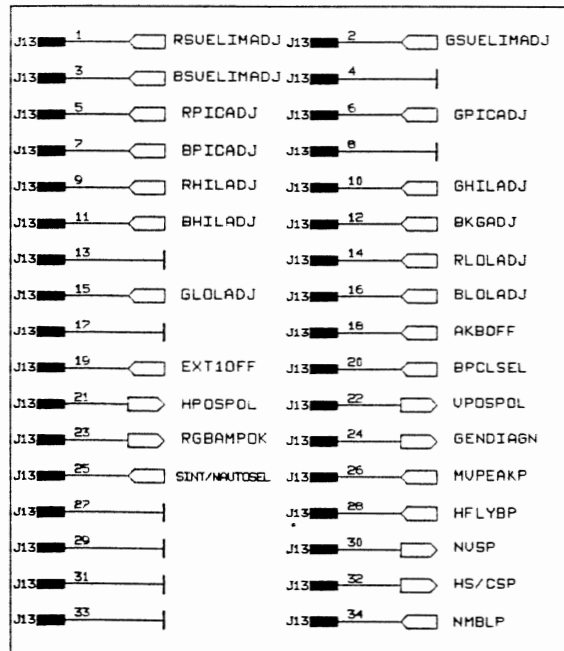 J13 1 RSVELIMADJ J13 2 GSVELIMADJ
J13 3 BSVELIMADJ J13 4
J13 5 RPICADJ J13 6 GPICADJ
J13 7 BPICADJ J13 8
J13 9 RHILADJ J13 10 GHILADJ
J13 11 BHILADJ J13 12 BKGADJ
J13 13 J13 14 RLOLADJ
J13 15 GLOLADJ J13 16 BLOLADJ
J13 17 J13 18 AKBOFF
J13 19 EXT1OFF J13 20 BPCLSEL
J13 21 HPOSPOL J13 22 VPOSPOL
J13 23 RGBAMPOK J13 24 GENDIAGN
J13 25 SINT/NAUTOSEL J13 26 MVPEAKP
J13 27 J13 28 HFLYBP
J13 29 J13 30 NVSP
J13 31 J13 32 HS/CSP
J13 33 J13 34 NMBLP